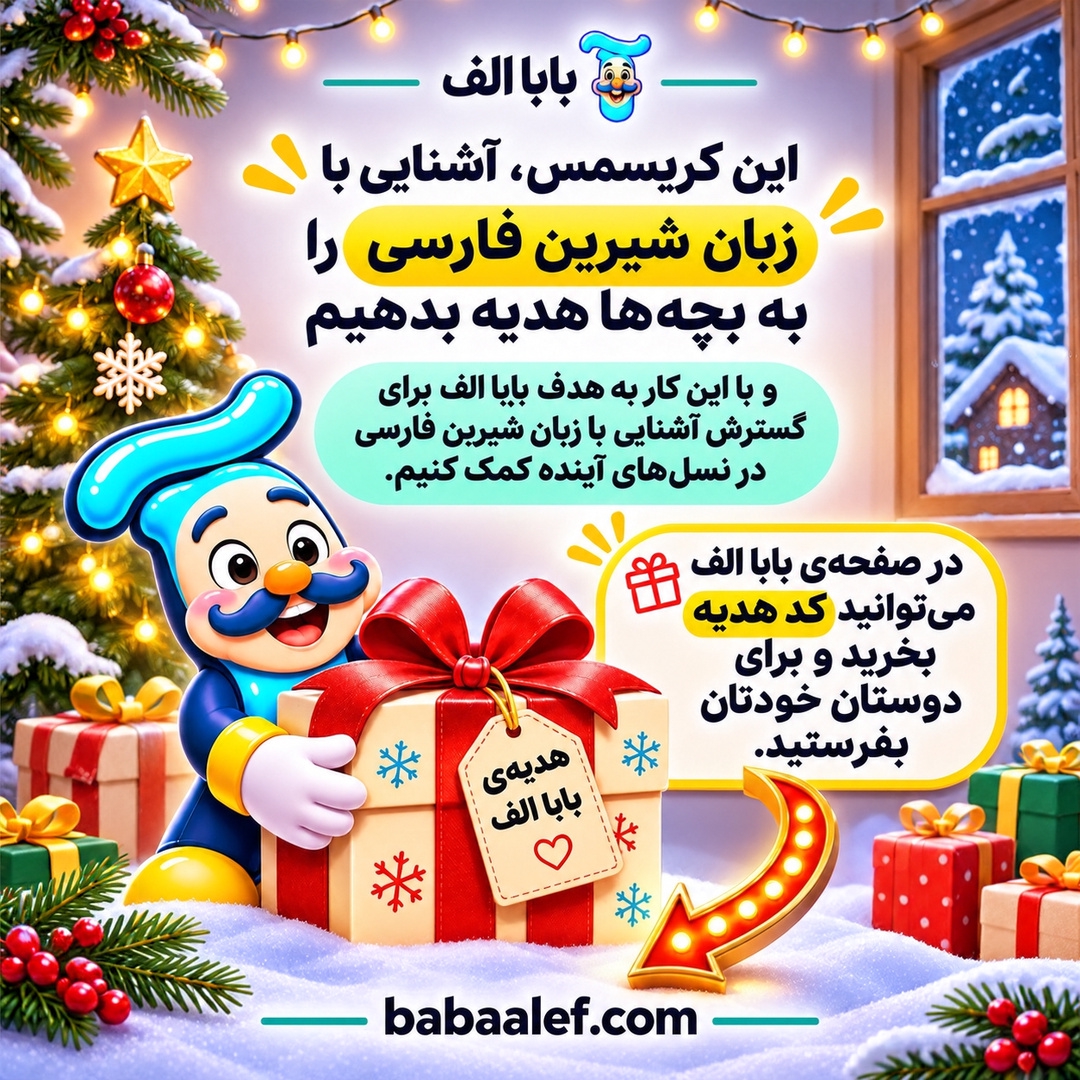 بابا الف
این کریسمس، آشنایی با
زبان شیرین فارسی را
به بچه‌ها هدیه بدهیم
و با این کار به هدف بابا الف برای
گسترش آشنایی با زبان شیرین فارسی
در نسل‌های آینده کمک کنیم.
در صفحه‌ی بابا الف
می‌توانید کد هدیه
بخرید و برای
دوستان خودتان
بفرستید.
هدیه‌ی
بابا الف
babaalef.com